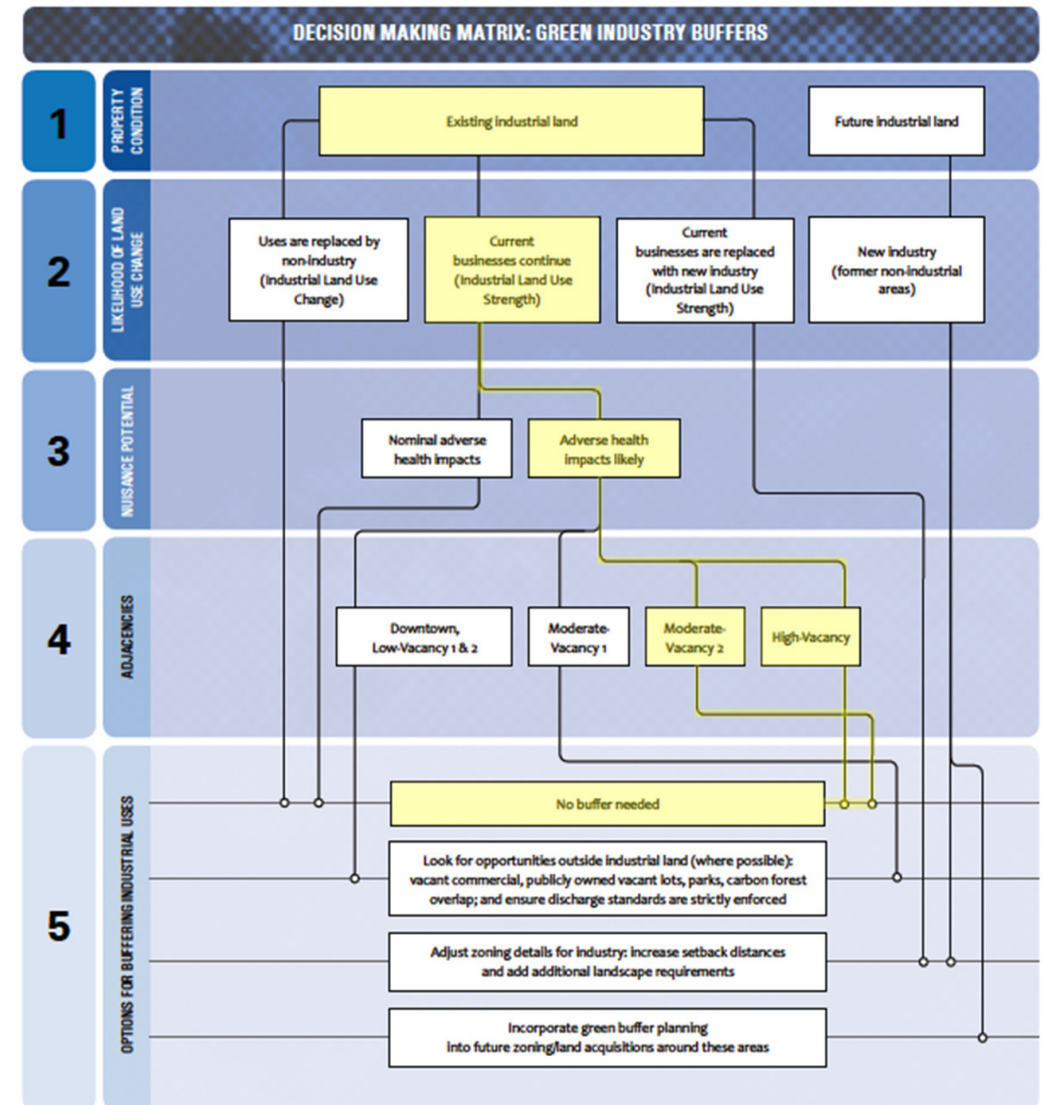 DECISION MAKING MATRIX: GREEN INDUSTRY BUFFERS
1
PROPERTY
CONDITION
Existing industrial land
Future industrial land
2
LIKELIHOOD OF LAND
USE CHANGE
Uses are replaced by
non-industry
(Industrial Land Use
Change)
Current
businesses continue
(Industrial Land Use
Strength)
Current
businesses are replaced
with new industry
(Industrial Land Use
Strength)
New industry
(former non-industrial
areas)
3
NUISANCE POTENTIAL
Nominal adverse
health impacts
Adverse health
impacts likely
4
ADJACENCIES
Downtown,
Low-Vacancy 1 & 2
Moderate-
Vacancy 1
Moderate-
Vacancy 2
High-Vacancy
5
OPTIONS FOR BUFFERING INDUSTRIAL USES
No buffer needed
Look for opportunities outside industrial land (where possible):
vacant commercial, publicly owned vacant lots, parks, carbon forest
overlap; and ensure discharge standards are strictly enforced
Adjust zoning details for industry: increase setback distances
and add additional landscape requirements
Incorporate green buffer planning
into future zoning/land acquisitions around these areas